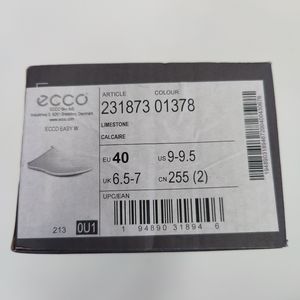 ecco
ECCO Sko A/S
Industrivej 5, 6261 Bredebro, Denmark
www.ecco.com
ECCO EASY W
213
0U1
ARTICLE COLOUR
231873 01378
LIMESTONE
CALCAIRE
EU 40 US 9-9.5
UK 6.5-7 CN 255 (2)
UPC/EAN
1 94890 31894 6